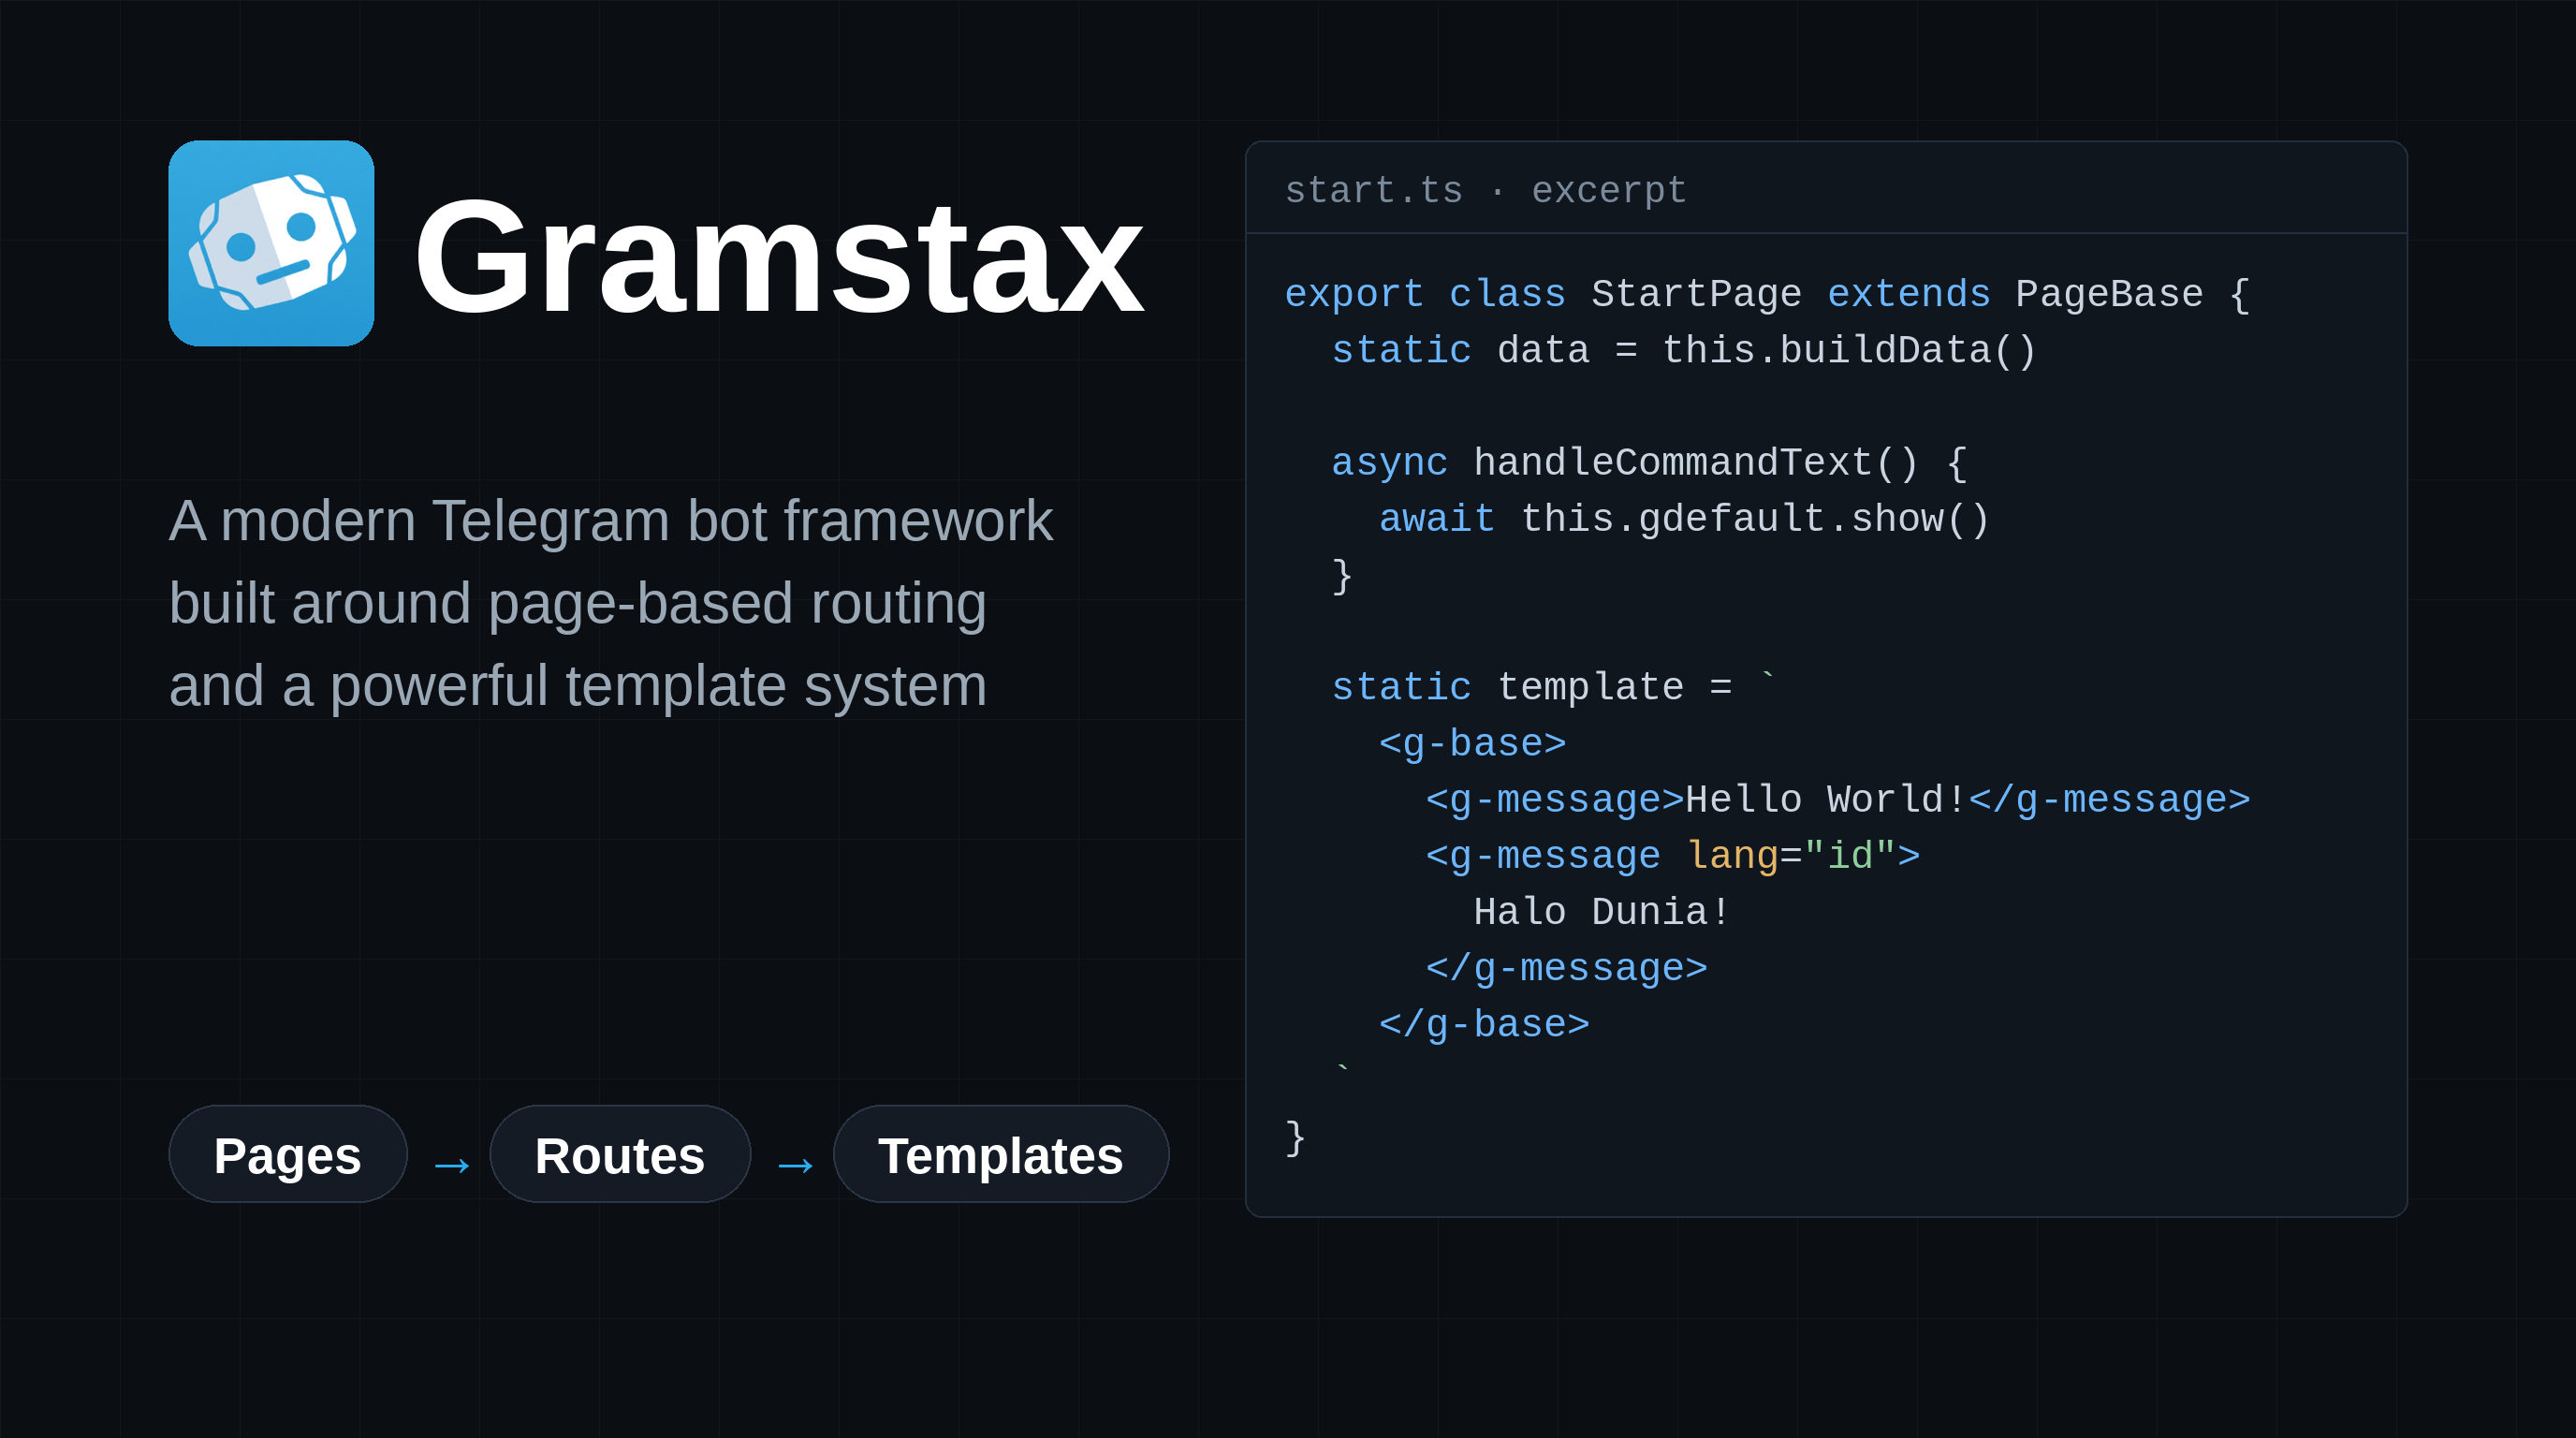 Gramstax
A modern Telegram bot framework
built around page-based routing
and a powerful template system
Pages → Routes → Templates
start.ts · excerpt
export class StartPage extends PageBase {
  static data = this.buildData()

  async handleCommandText() {
    await this.gdefault.show()
  }

  static template = `
    <g-base>
      <g-message>Hello World!</g-message>
      <g-message lang="id">
        Halo Dunia!
      </g-message>
    </g-base>
  `
}